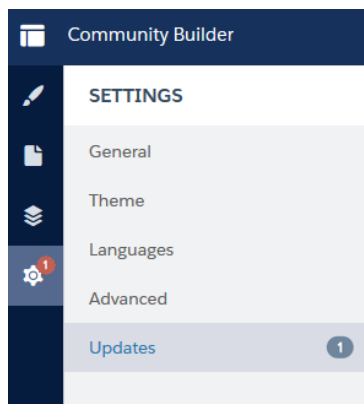 Community Builder
SETTINGS
General
Theme
Languages
1
Advanced
Updates 1